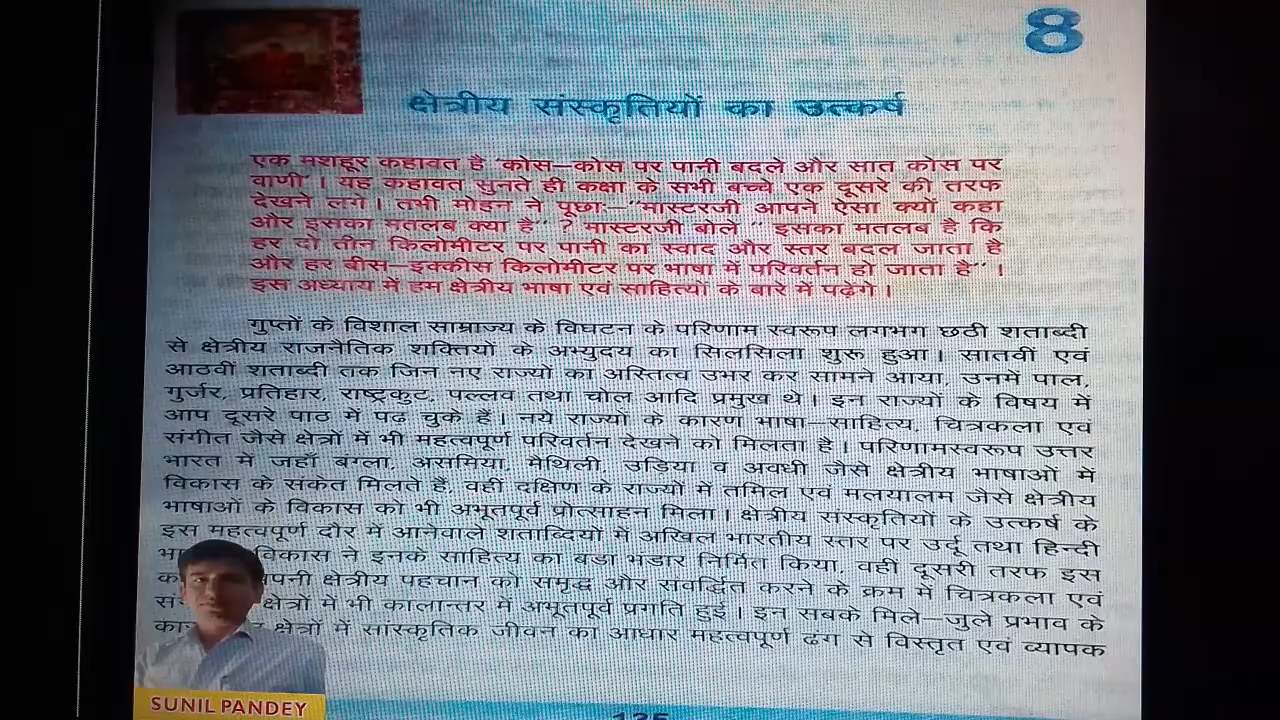 8
क्षेत्रीय संस्कृतियों का उत्कर्ष
एक मशहूर कहावत है 'कोस–कोस पर पानी बदले और सात कोस पर
वाणी' । यह कहावत सुनते ही कक्षा के सभी बच्चे एक दूसरे की तरफ
देखने लगे। तभी मोहन ने पूछा:–''मास्टरजी आपने ऐसा क्यों कहा
और इसका मतलब क्या है'' ? मास्टरजी बोले '' इसका मतलब है कि
हर दो तीन किलोमीटर पर पानी का स्वाद और स्तर बदल जाता है
और हर बीस–इक्कीस किलोमीटर पर भाषा में परिवर्तन हो जाता है'' ।
इस अध्याय में हम क्षेत्रीय भाषा एवं साहित्यों के बारे में पढ़ेगे ।
गुप्तों के विशाल साम्राज्य के विघटन के परिणाम स्वरूप लगभग छठी शताब्दी
से क्षेत्रीय राजनैतिक शक्तियों के अभ्युदय का सिलसिला शुरू हुआ। सातवीं एवं
आठवीं शताब्दी तक जिन नए राज्यों का अस्तित्व उभर कर सामने आया, उनमें पाल,
गुर्जर, प्रतिहार, राष्ट्रकुट, पल्लव तथा चोल आदि प्रमुख थे। इन राज्यों के विषय में
आप दूसरे पाठ में पढ़ चुके हैं। नये राज्यों के कारण भाषा–साहित्य, चित्रकला एवं
संगीत जैसे क्षेत्रों में भी महत्वपूर्ण परिवर्तन देखने को मिलता है। परिणामस्वरूप उत्तर
भारत में जहाँ बंग्ला, असमिया, मैथिली, उड़िया व अवधी जैसे क्षेत्रीय भाषाओं में
विकास के संकेत मिलते हैं, वहीं दक्षिण के राज्यों में तमिल एवं मलयालम जैसे क्षेत्रीय
भाषाओं के विकास को भी अभूतपूर्व प्रोत्साहन मिला। क्षेत्रीय संस्कृतियों के उत्कर्ष के
इस महत्वपूर्ण दौर में आनेवाले शताब्दियों में अखिल भारतीय स्तर पर उर्दू तथा हिन्दी
विकास ने इनके साहित्य का बड़ा भंडार निर्मित किया, वहीं दूसरी तरफ इस
क्षेत्रीय पहचान को समृद्ध और संवर्द्धित करने के क्रम में चित्रकला एवं
क्षेत्रों में भी कालान्तर में अभूतपूर्व प्रगति हुई। इन सबके मिले–जुले प्रभाव के
क्षेत्रों में सांस्कृतिक जीवन का आधार महत्वपूर्ण ढंग से विस्तृत एवं व्यापक
SUNIL PANDEY